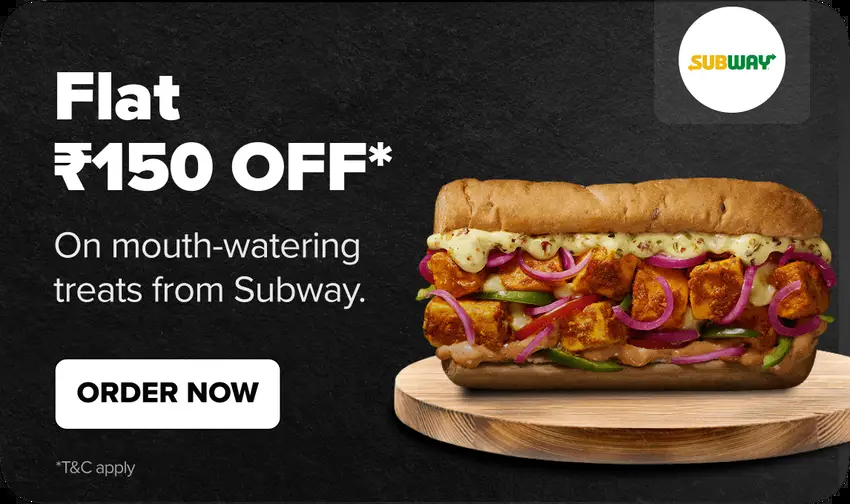 SUBWAY
Flat
₹150 OFF*
On mouth-watering
treats from Subway.
ORDER NOW
*T&C apply